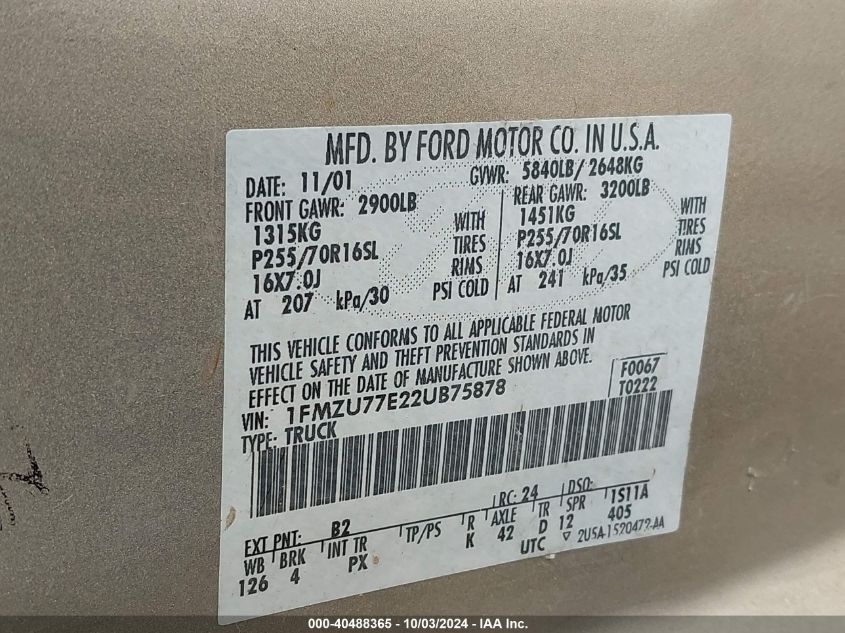 MFD. BY FORD MOTOR CO. IN U.S.A.
DATE: 11/01 GVWR: 5840LB/ 2648KG
FRONT GAWR: 2900LB REAR GAWR: 3200LB
1315KG WITH 1451KG WITH
P255/70R16SL TIRES P255/70R16SL TIRES
16X7.0J RIMS 16X7.0J RIMS
AT 207 kPa/30 PSI COLD AT 241 kPa/35 PSI COLD
THIS VEHICLE CONFORMS TO ALL APPLICABLE FEDERAL MOTOR
VEHICLE SAFETY AND THEFT PREVENTION STANDARDS IN
EFFECT ON THE DATE OF MANUFACTURE SHOWN ABOVE.
VIN: 1FMZU77E22UB75878 F0067
TYPE: TRUCK T0222
EXT PNT: B2 RC: 24 DSO:
WB BRK INT TR TP/PS R AXLE TR SPR 1S11A
126 4 PX K 42 D 12 405
UTC ▽ 2U5A-1520472-AA
000-40488365 - 10/03/2024 - IAA Inc.